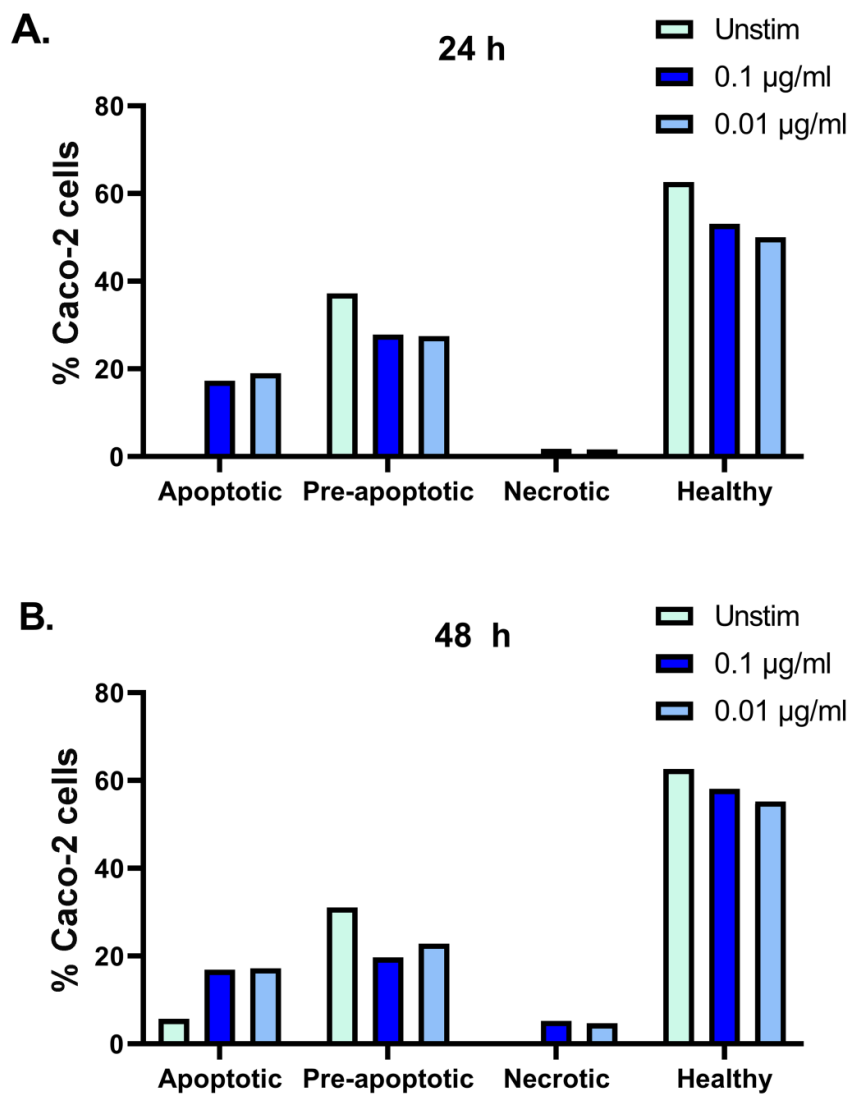 A.
24 h
Unstim
0.1 µg/ml
0.01 µg/ml
% Caco-2 cells
80
60
40
20
0
Apoptotic Pre-apoptotic Necrotic Healthy
B.
48 h
Unstim
0.1 µg/ml
0.01 µg/ml
% Caco-2 cells
80
60
40
20
0
Apoptotic Pre-apoptotic Necrotic Healthy